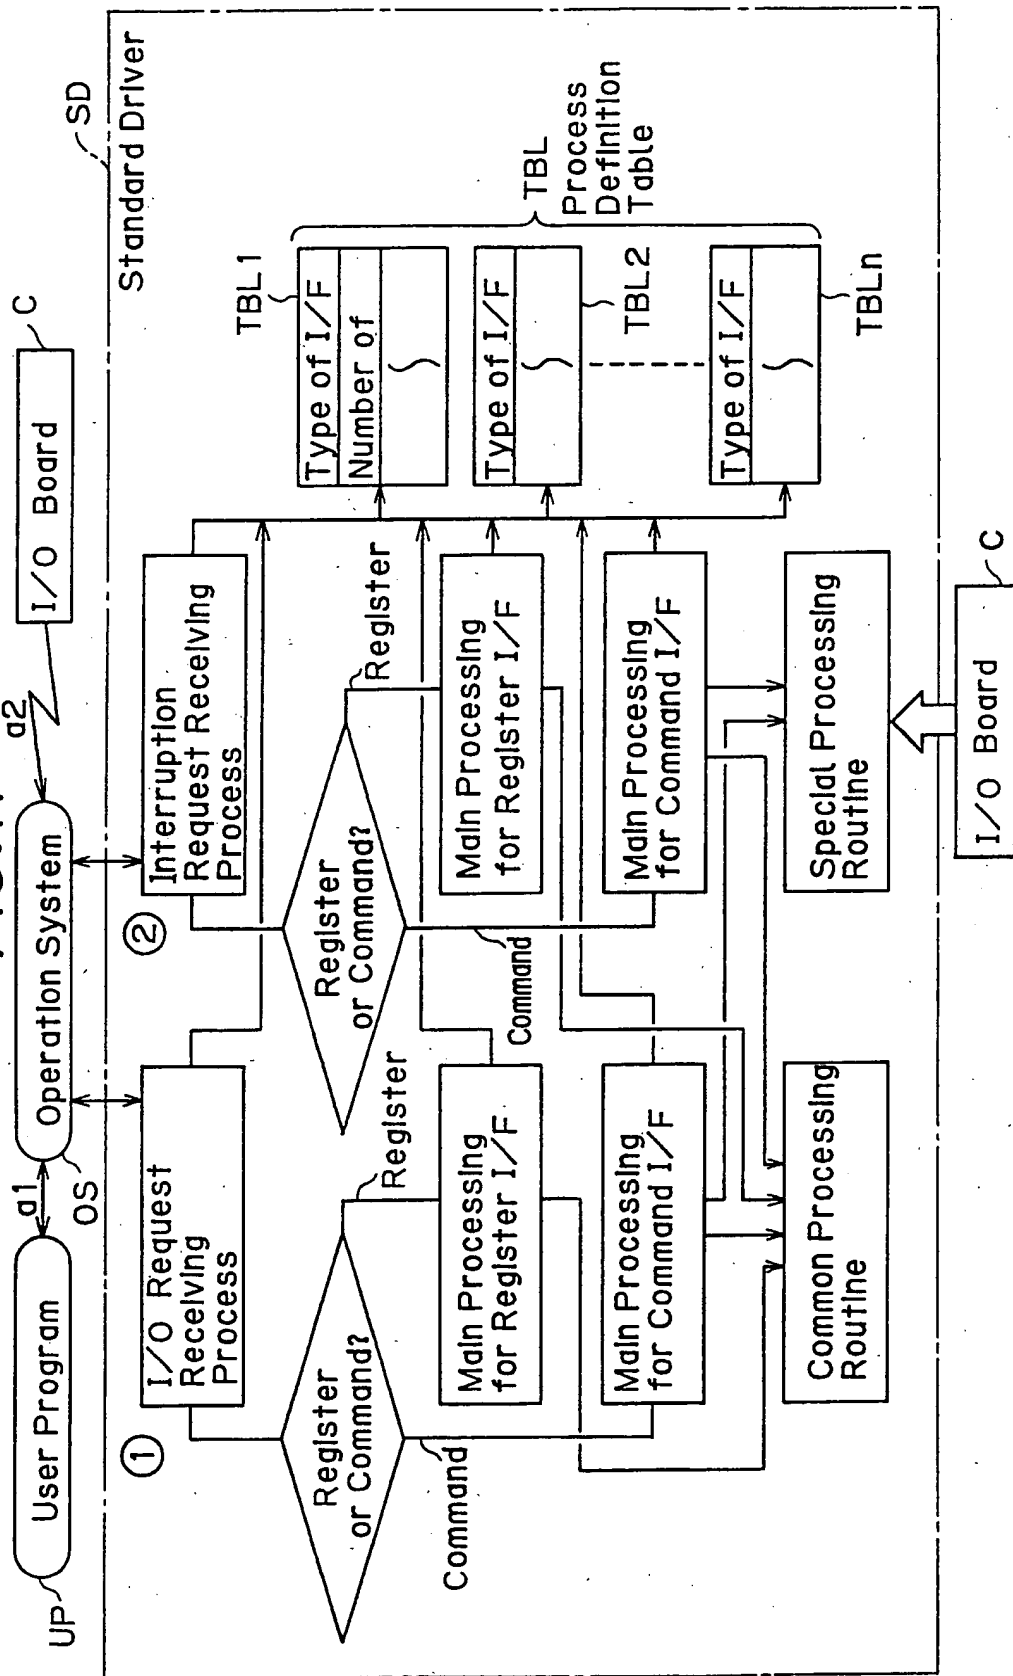 UP
User Program
a1
OS
Operation System
a2
I/O Board
C
SD
Standard Driver
①
I/O Request
Receiving
Process
②
Interruption
Request Receiving
Process
Register
or Command?
Register
Command
Register
or Command?
Register
Command
Main Processing
for Register I/F
Main Processing
for Register I/F
Main Processing
for Command I/F
Main Processing
for Command I/F
Common Processing
Routine
Special Processing
Routine
TBL1
Type of I/F
Number of
Type of I/F
TBL2
Type of I/F
TBLn
TBL
Process
Definition
Table
I/O Board
C